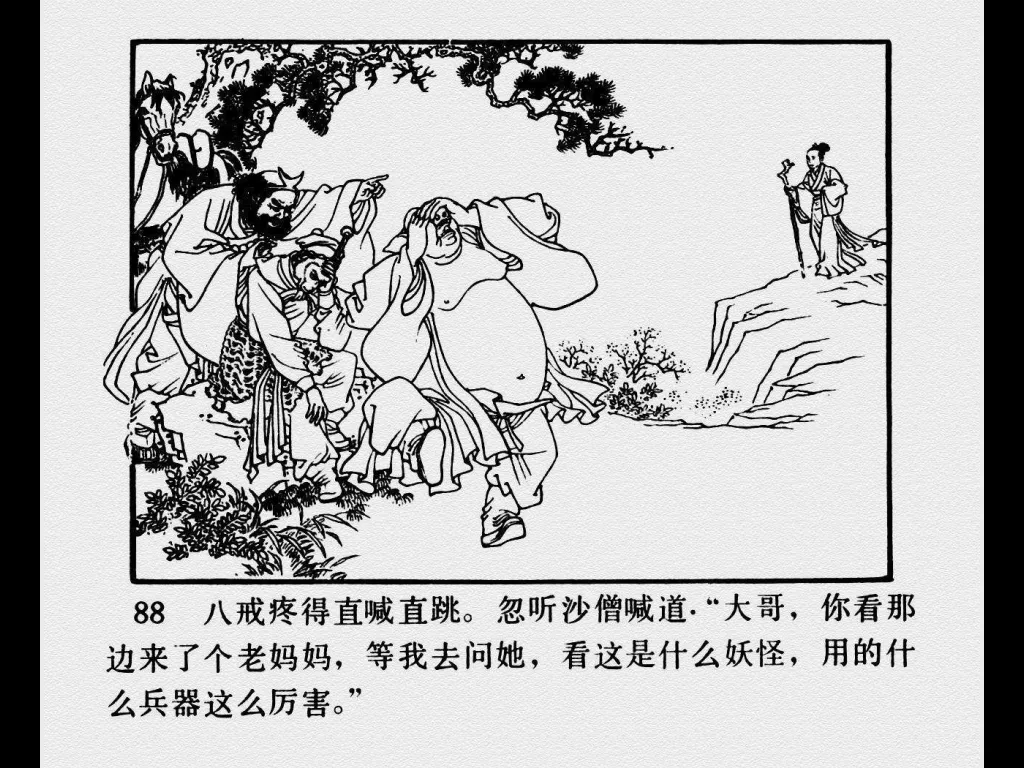 88 八戒疼得直喊直跳。忽听沙僧喊道·“大哥，你看那
边来了个老妈妈，等我去问她，看这是什么妖怪，用的什
么兵器这么厉害。”